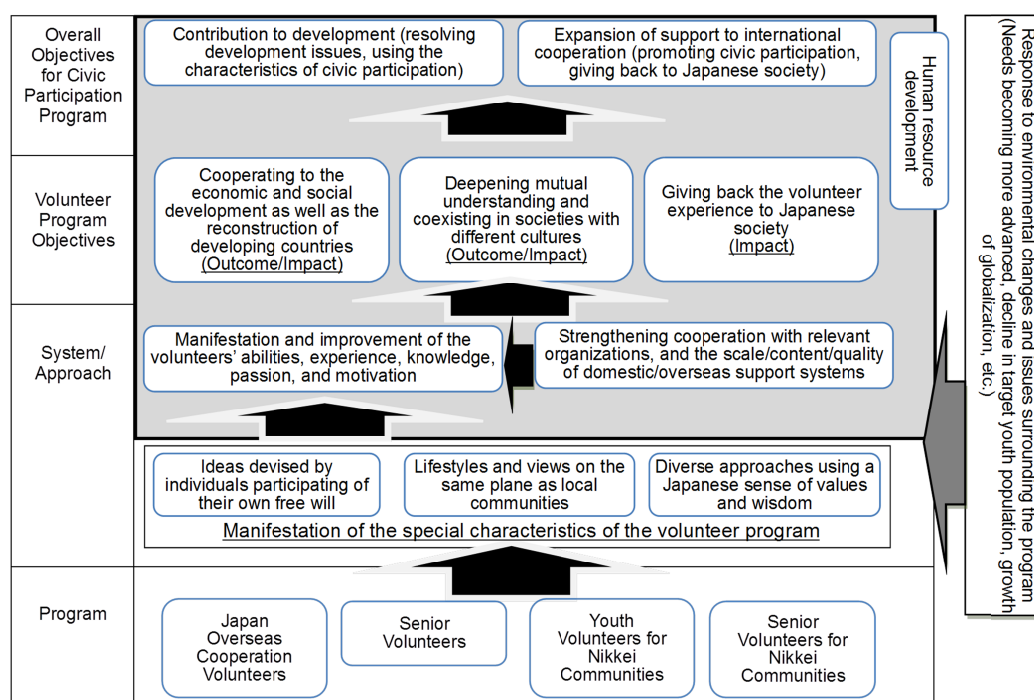 Overall
Objectives
for Civic
Participation
Program
Contribution to development (resolving
development issues, using the
characteristics of civic participation)
Expansion of support to international
cooperation (promoting civic participation,
giving back to Japanese society)
Human resource
development
Response to environmental changes and issues surrounding the program
(Needs becoming more advanced, decline in target youth population, growth
of globalization, etc.)
Volunteer
Program
Objectives
Cooperating to the
economic and social
development as well as the
reconstruction of
developing countries
(Outcome/Impact)
Deepening mutual
understanding and
coexisting in societies with
different cultures
(Outcome/Impact)
Giving back the volunteer
experience to Japanese
society
(Impact)
System/
Approach
Manifestation and improvement of the
volunteers' abilities, experience, knowledge,
passion, and motivation
Strengthening cooperation with relevant
organizations, and the scale/content/quality
of domestic/overseas support systems
Ideas devised by
individuals participating of
their own free will
Lifestyles and views on the
same plane as local
communities
Diverse approaches using a
Japanese sense of values
and wisdom
Manifestation of the special characteristics of the volunteer program
Program
Japan
Overseas
Cooperation
Volunteers
Senior
Volunteers
Youth
Volunteers for
Nikkei
Communities
Senior
Volunteers for
Nikkei
Communities